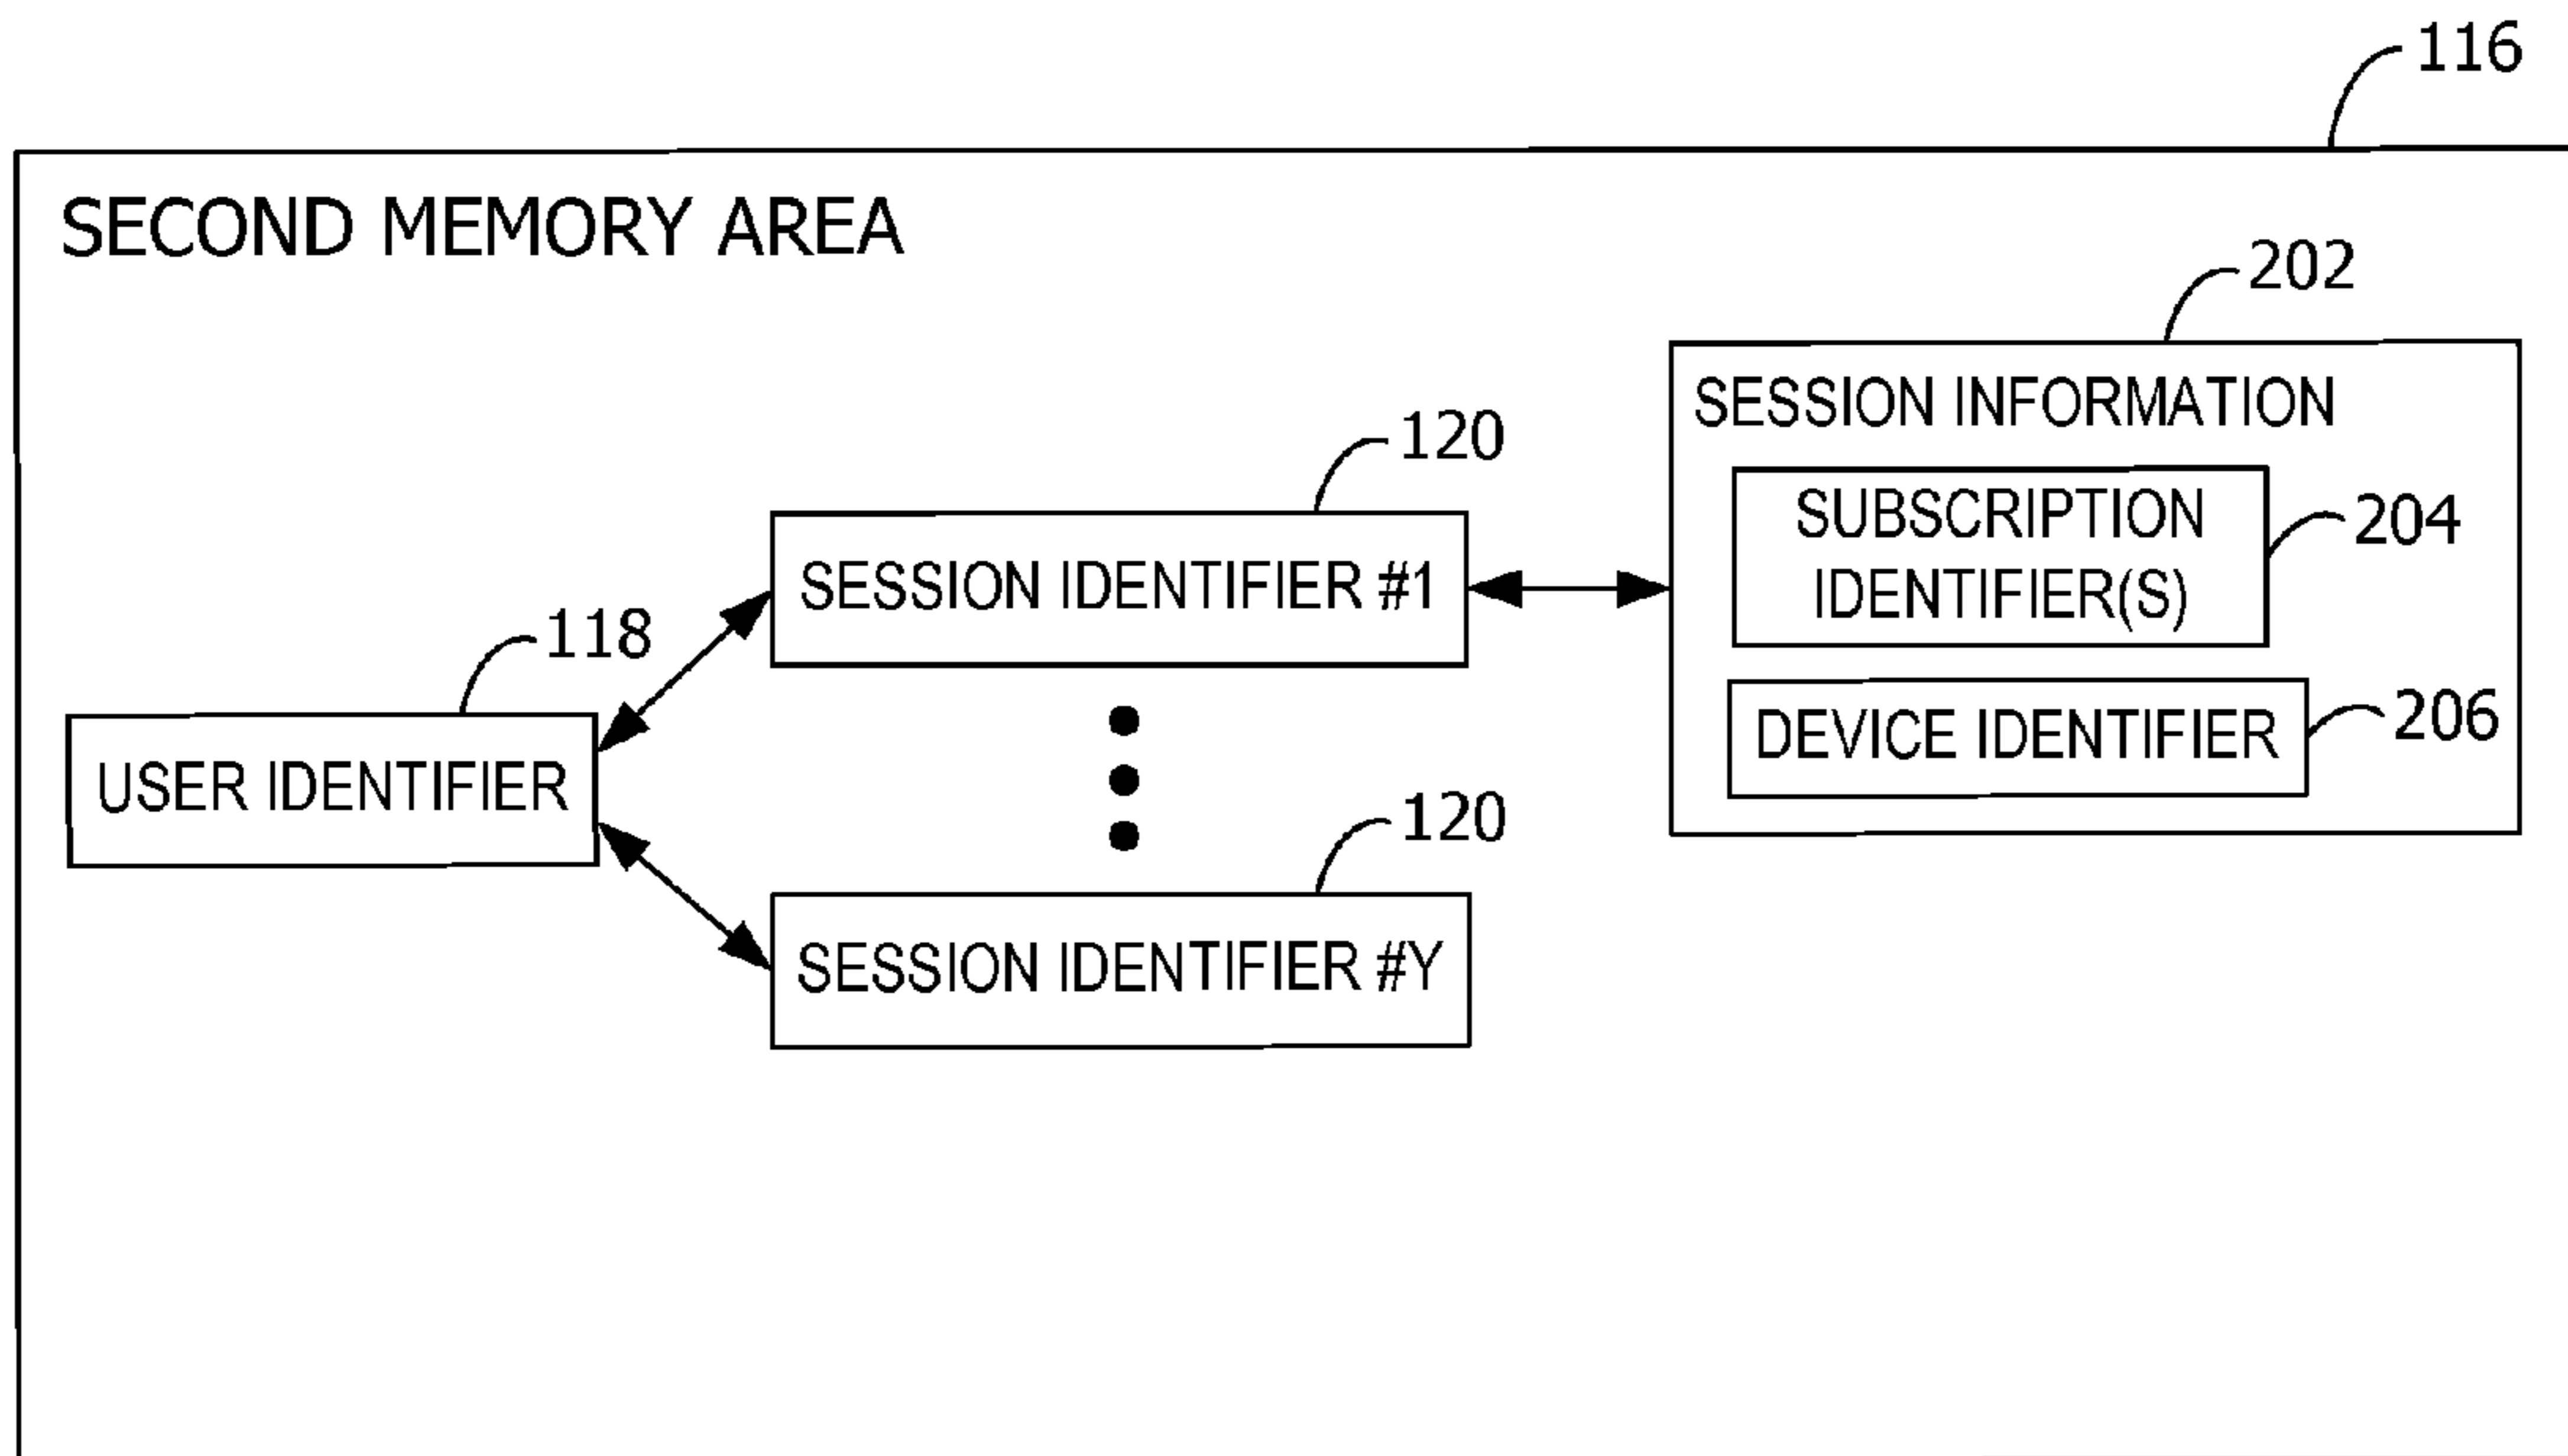 116
SECOND MEMORY AREA
202
SESSION INFORMATION
120
SUBSCRIPTION
IDENTIFIER(S)
204
SESSION IDENTIFIER #1
118
DEVICE IDENTIFIER
206
USER IDENTIFIER
120
SESSION IDENTIFIER #Y